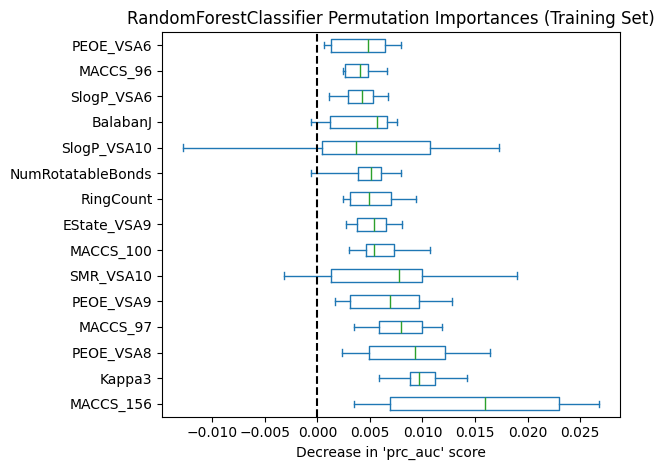 RandomForestClassifier Permutation Importances (Training Set)
PEOE_VSA6
MACCS_96
SlogP_VSA6
BalabanJ
SlogP_VSA10
NumRotatableBonds
RingCount
EState_VSA9
MACCS_100
SMR_VSA10
PEOE_VSA9
MACCS_97
PEOE_VSA8
Kappa3
MACCS_156
−0.010 −0.005 0.000 0.005 0.010 0.015 0.020 0.025
Decrease in 'prc_auc' score